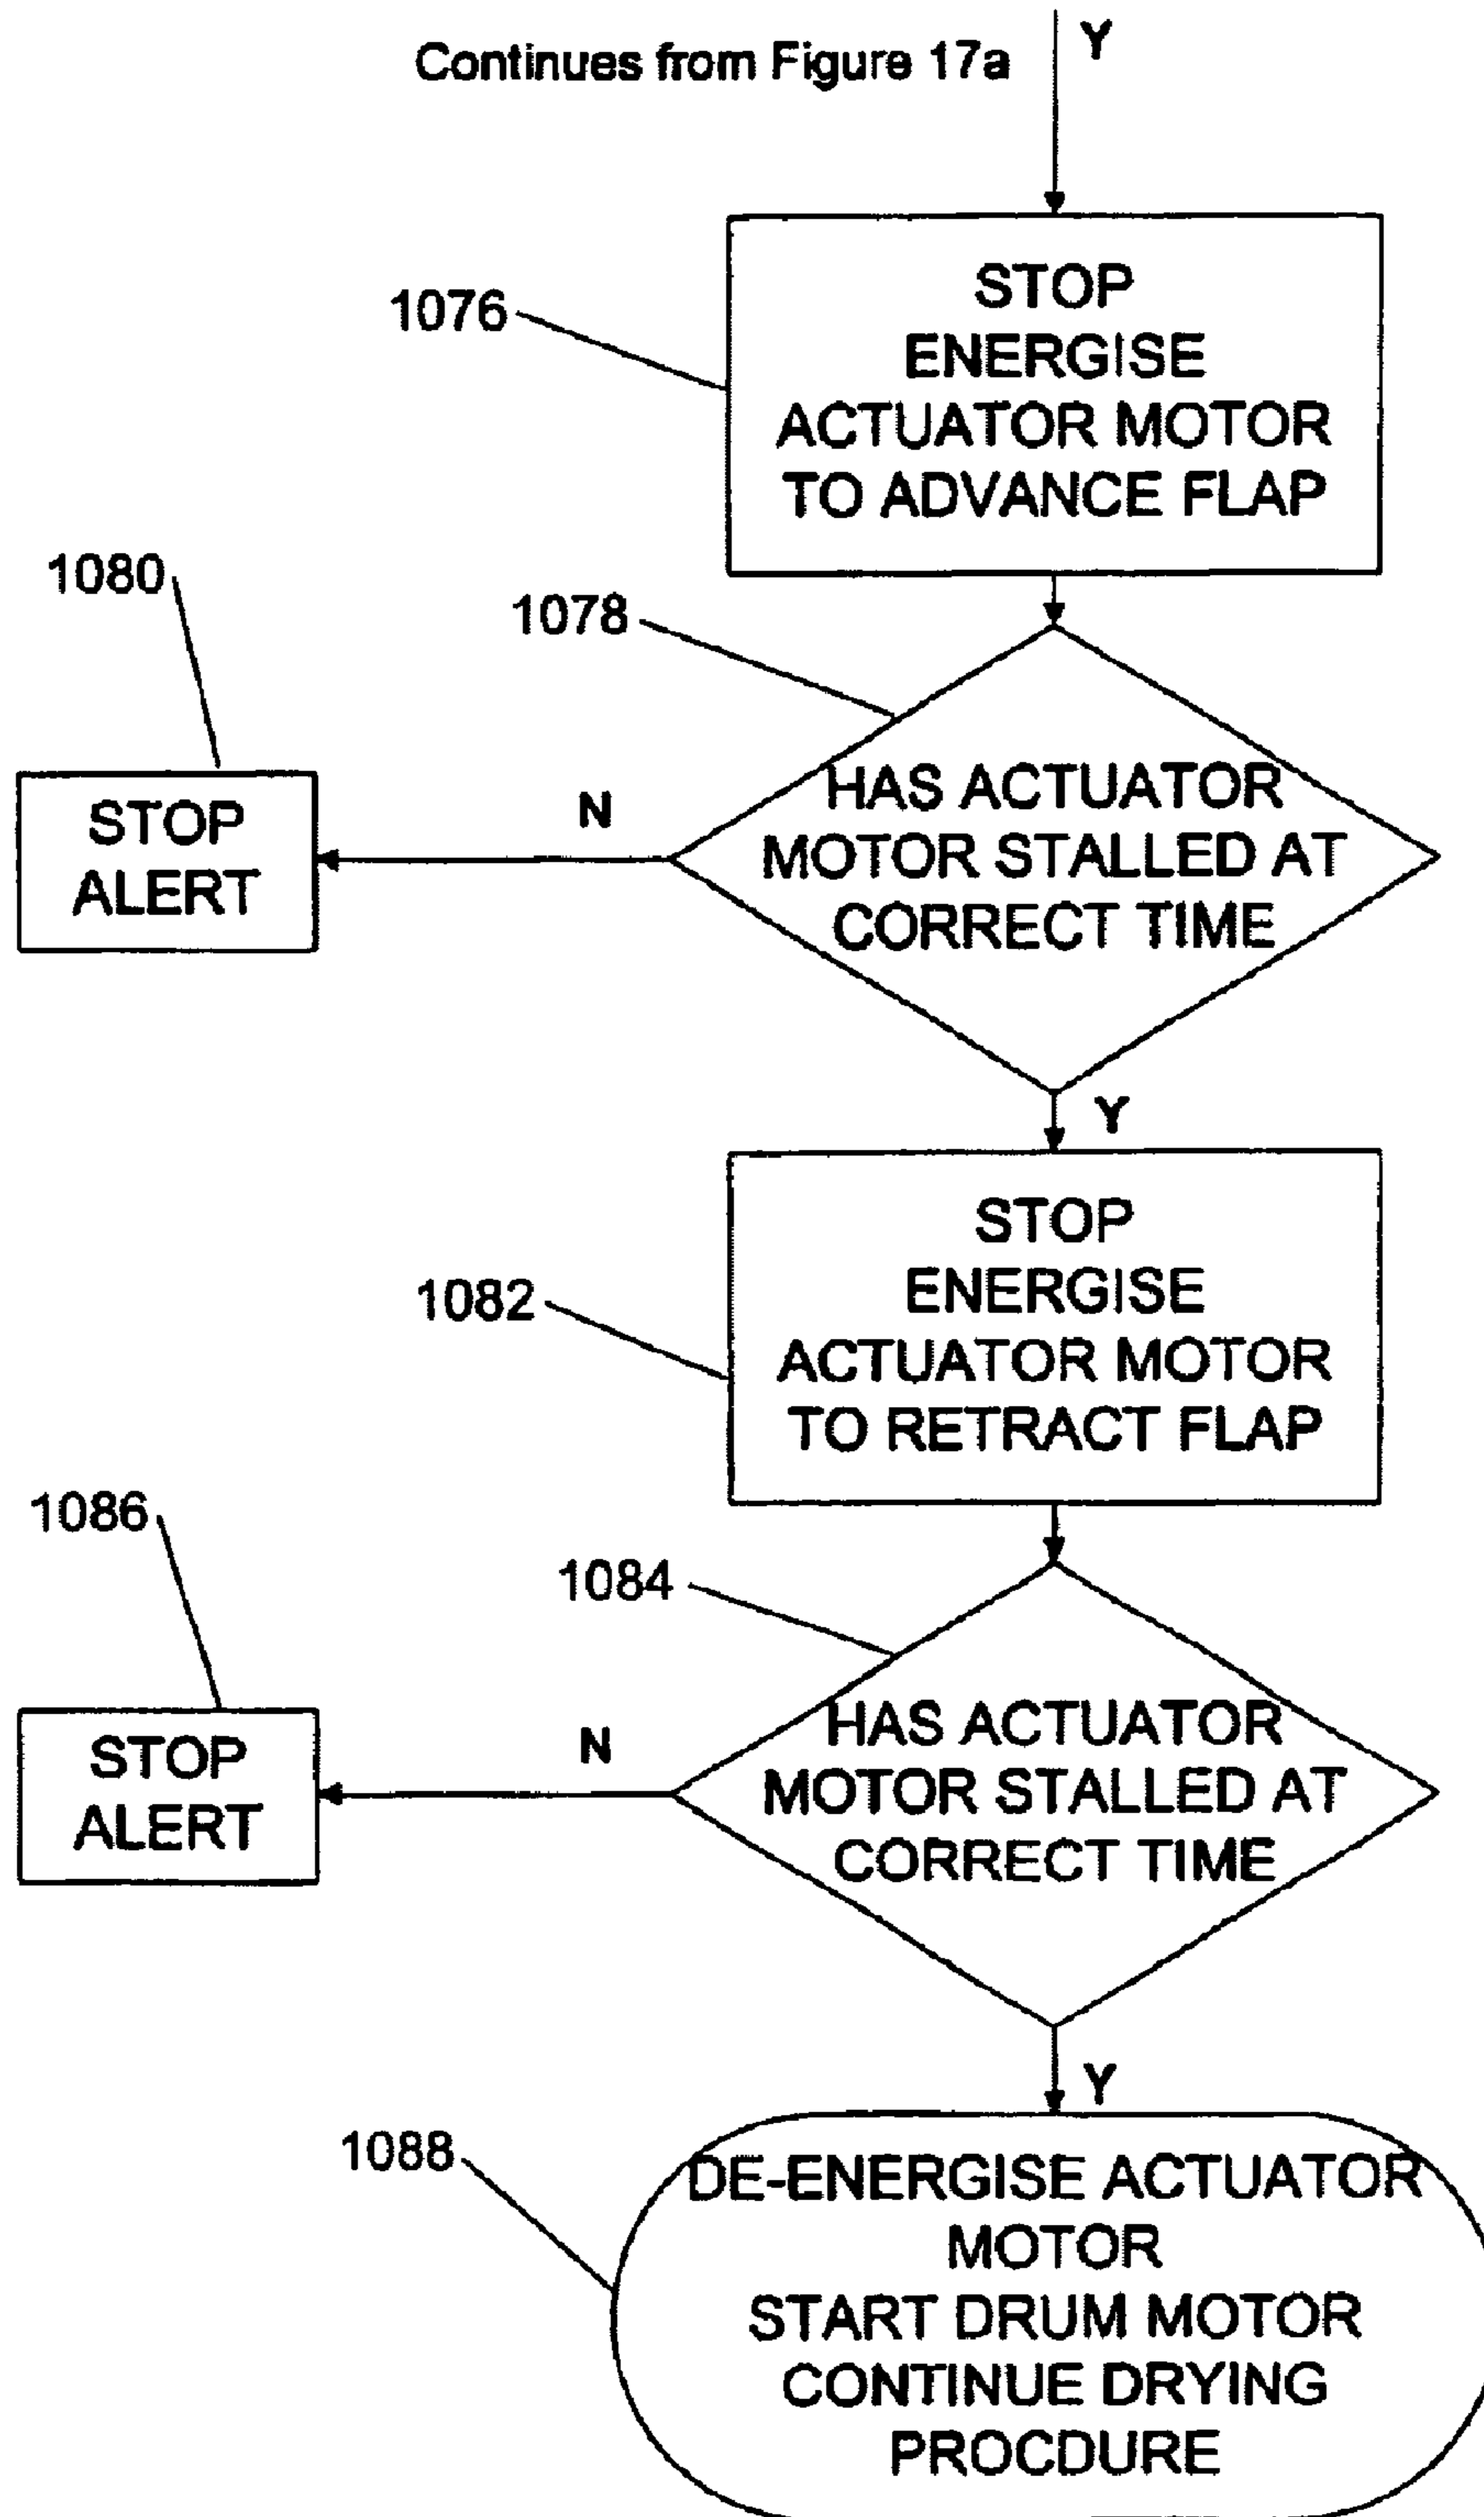 Continues from Figure 17a
Y
1076
STOP
ENERGISE
ACTUATOR MOTOR
TO ADVANCE FLAP
1080
1078
STOP
ALERT
N
HAS ACTUATOR
MOTOR STALLED AT
CORRECT TIME
Y
1082
STOP
ENERGISE
ACTUATOR MOTOR
TO RETRACT FLAP
1086
1084
STOP
ALERT
N
HAS ACTUATOR
MOTOR STALLED AT
CORRECT TIME
Y
1088
DE-ENERGISE ACTUATOR
MOTOR
START DRUM MOTOR
CONTINUE DRYING
PROCDURE